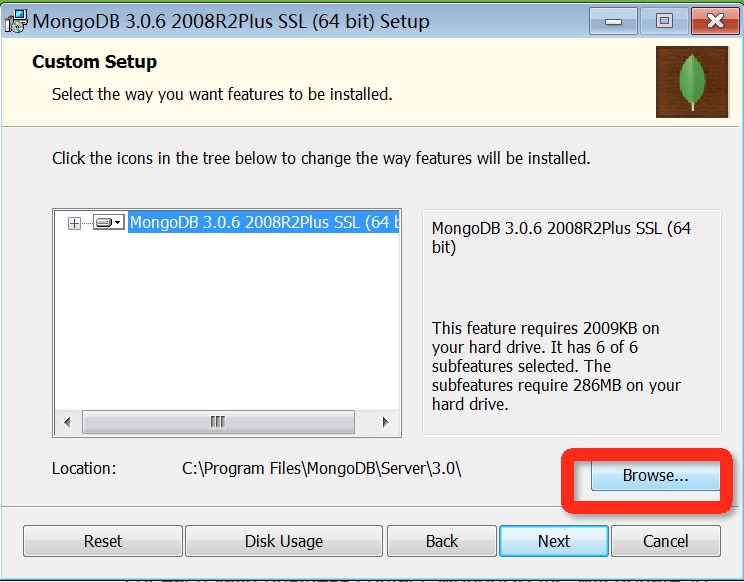 MongoDB 3.0.6 2008R2Plus SSL (64 bit) Setup
Custom Setup
Select the way you want features to be installed.
Click the icons in the tree below to change the way features will be installed.
MongoDB 3.0.6 2008R2Plus SSL (64 b
MongoDB 3.0.6 2008R2Plus SSL (64
bit)
This feature requires 2009KB on
your hard drive. It has 6 of 6
subfeatures selected. The
subfeatures require 286MB on your
hard drive.
Location: C:\Program Files\MongoDB\Server\3.0\
Browse...
Reset Disk Usage Back Next Cancel